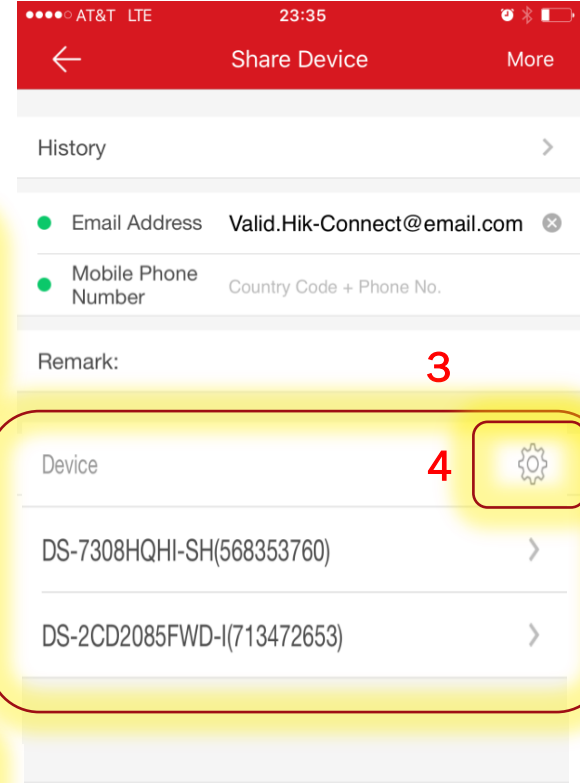 AT&T LTE 23:35
Share Device More
History
Email Address Valid.Hik-Connect@email.com
Mobile Phone
Number Country Code + Phone No.
Remark:
3
Device 4
DS-7308HQHI-SH(568353760)
DS-2CD2085FWD-I(713472653)